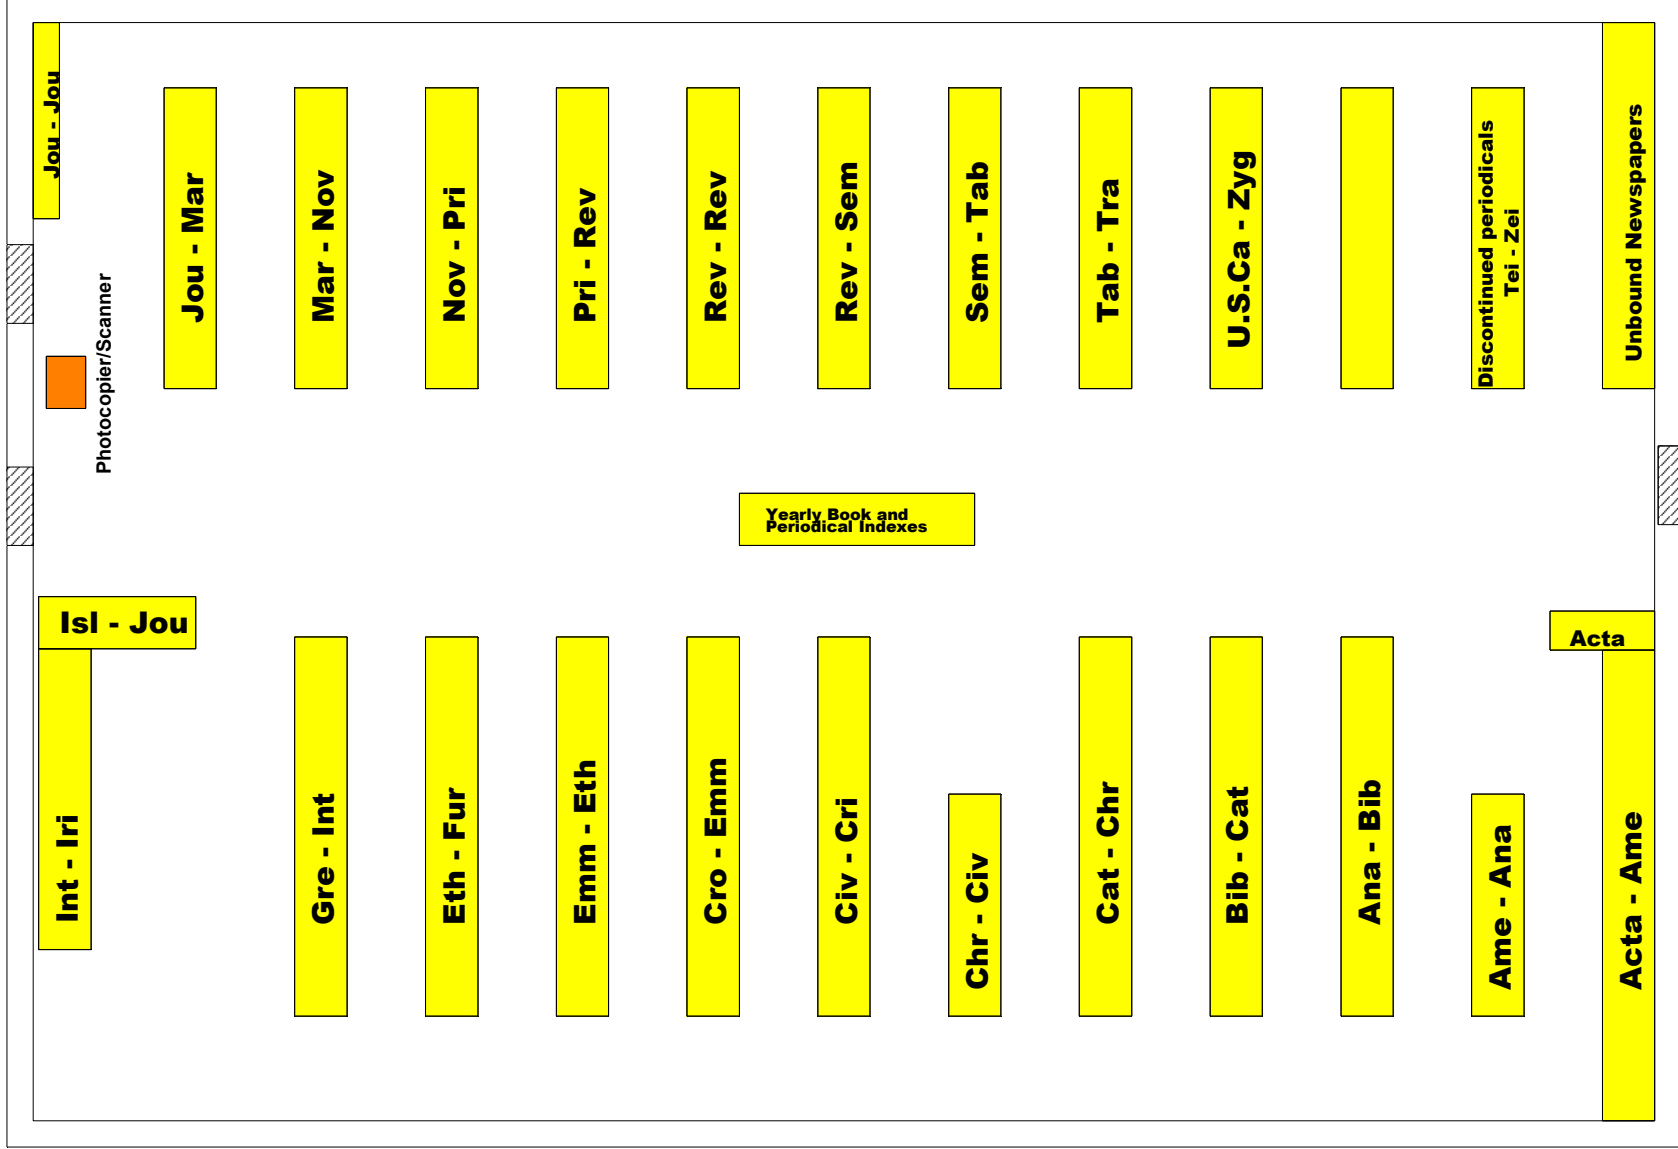 Jou - Jou
Jou - Mar
Mar - Nov
Nov - Pri
Pri - Rev
Rev - Rev
Rev - Sem
Sem - Tab
Tab - Tra
U.S.Ca - Zyg
Discontinued periodicals
Tei - Zei
Unbound Newspapers
Photocopier/Scanner
Yearly Book and
Periodical Indexes
Isl - Jou
Acta
Int - Iri
Gre - Int
Eth - Fur
Emm - Eth
Cro - Emm
Civ - Cri
Chr - Civ
Cat - Chr
Bib - Cat
Ana - Bib
Ame - Ana
Acta - Ame